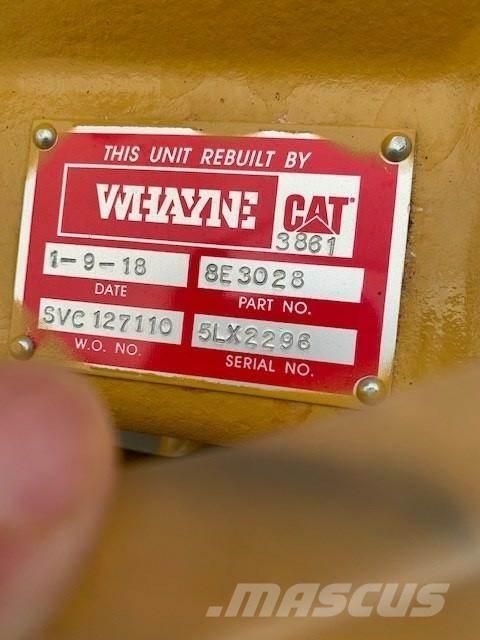 THIS UNIT REBUILT BY
WHAYNE CAT
3861
1-9-18 8E3028
DATE PART NO.
SVC 127110 5LX2296
W.O. NO. SERIAL NO.
MASCUS